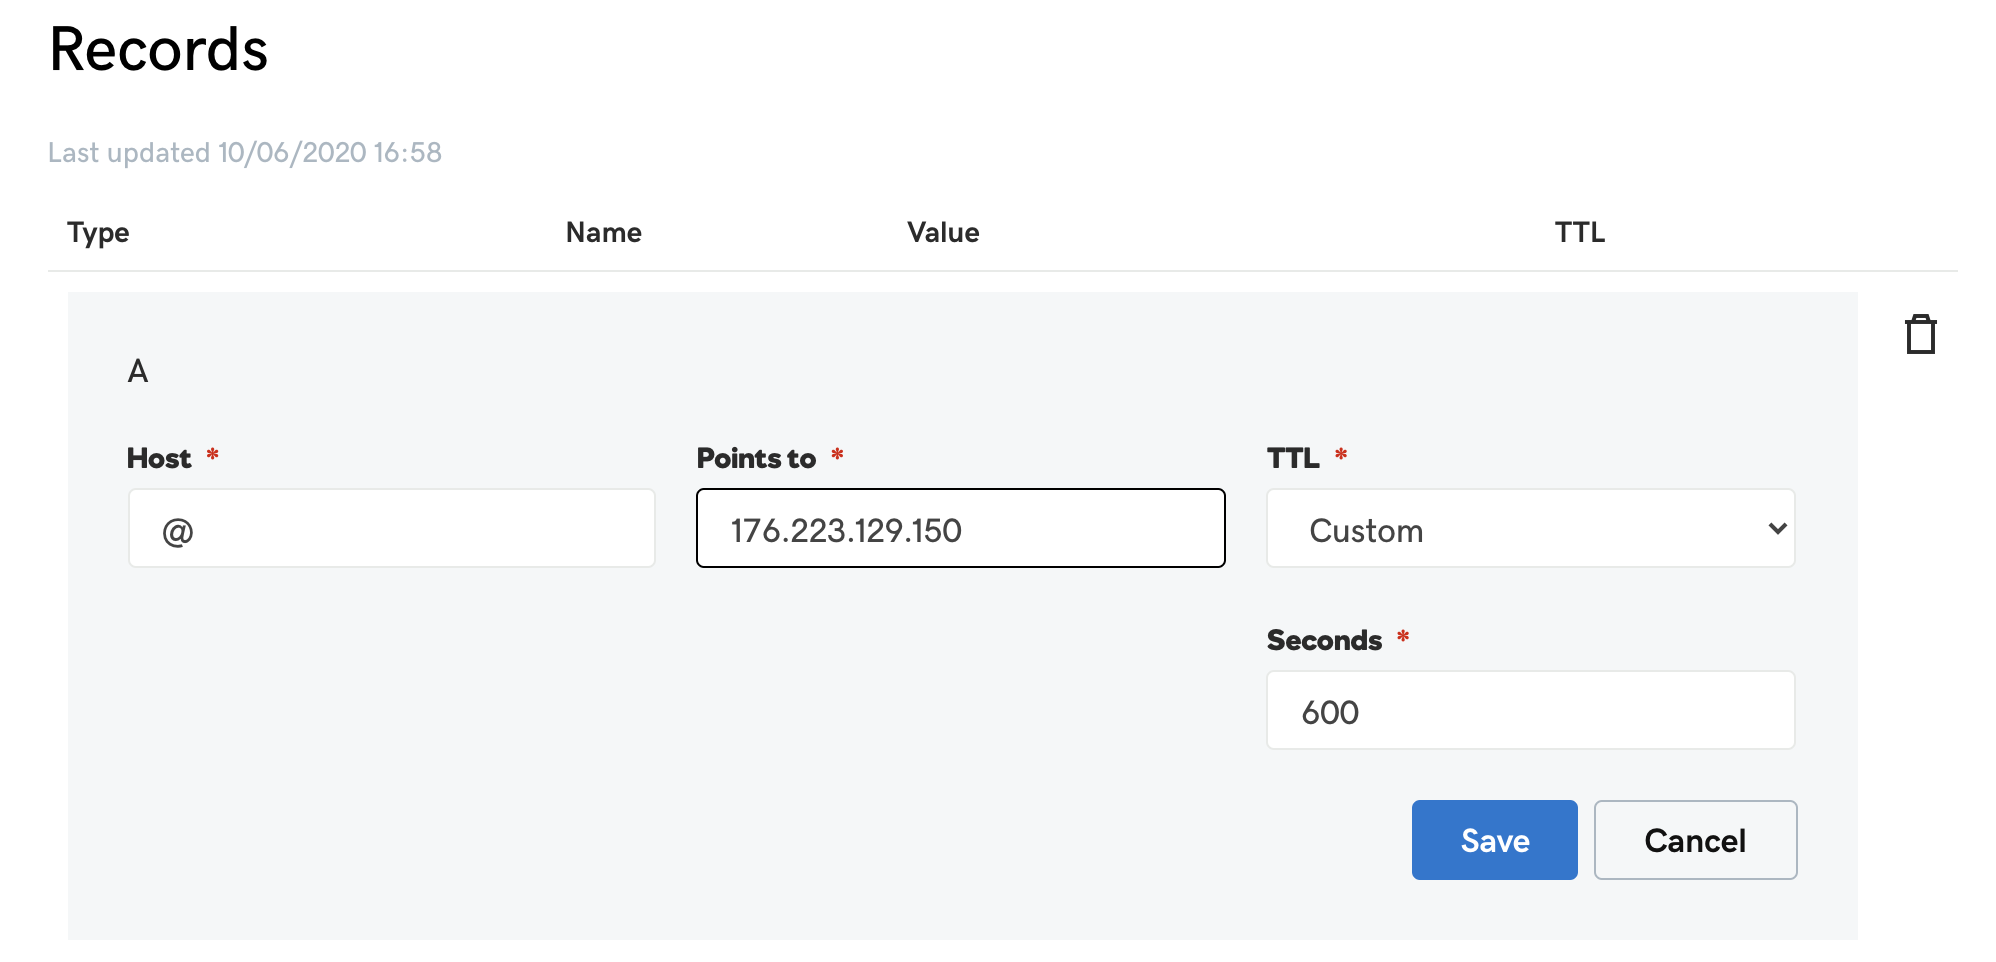 Records
Last updated 10/06/2020 16:58
Type Name Value TTL
A
Host * Points to * TTL *
@ 176.223.129.150 Custom
Seconds *
600
Save Cancel